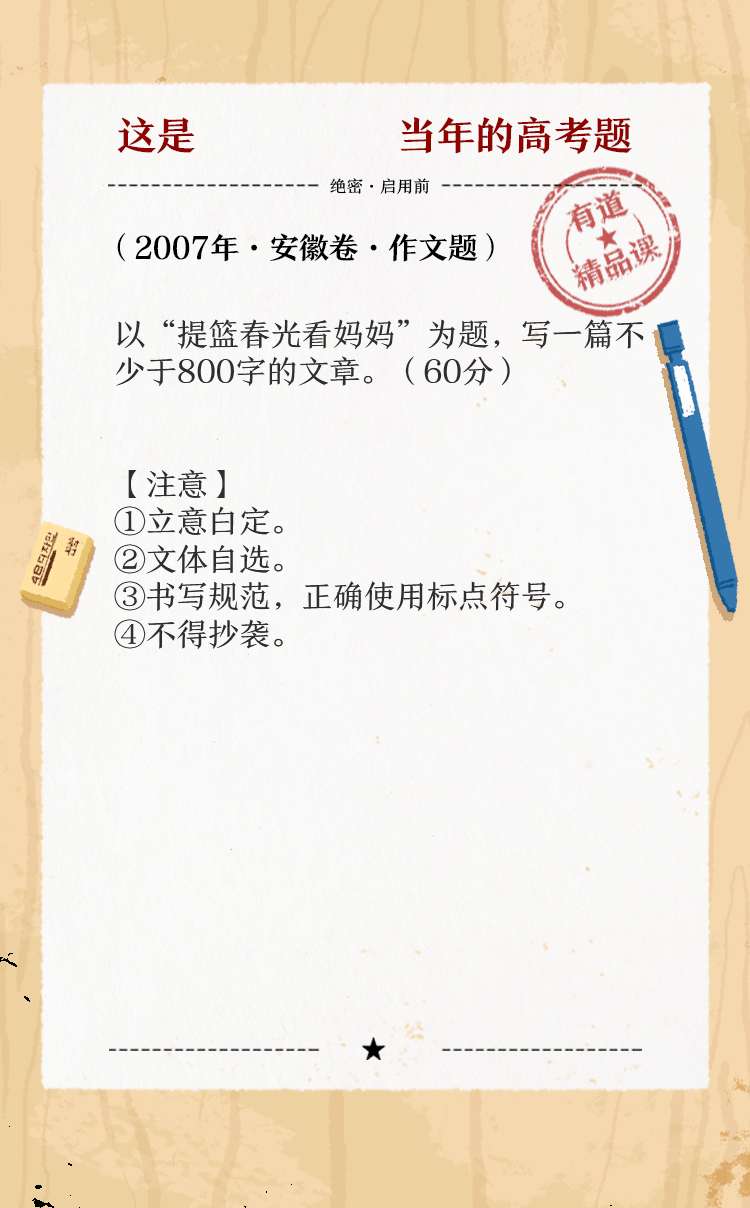 这是 当年的高考题
绝密·启用前
有道
精品课
（2007年·安徽卷·作文题）
以“提篮春光看妈妈”为题，写一篇不
少于800字的文章。（60分）
【注意】
①立意白定。
②文体自选。
③书写规范，正确使用标点符号。
④不得抄袭。